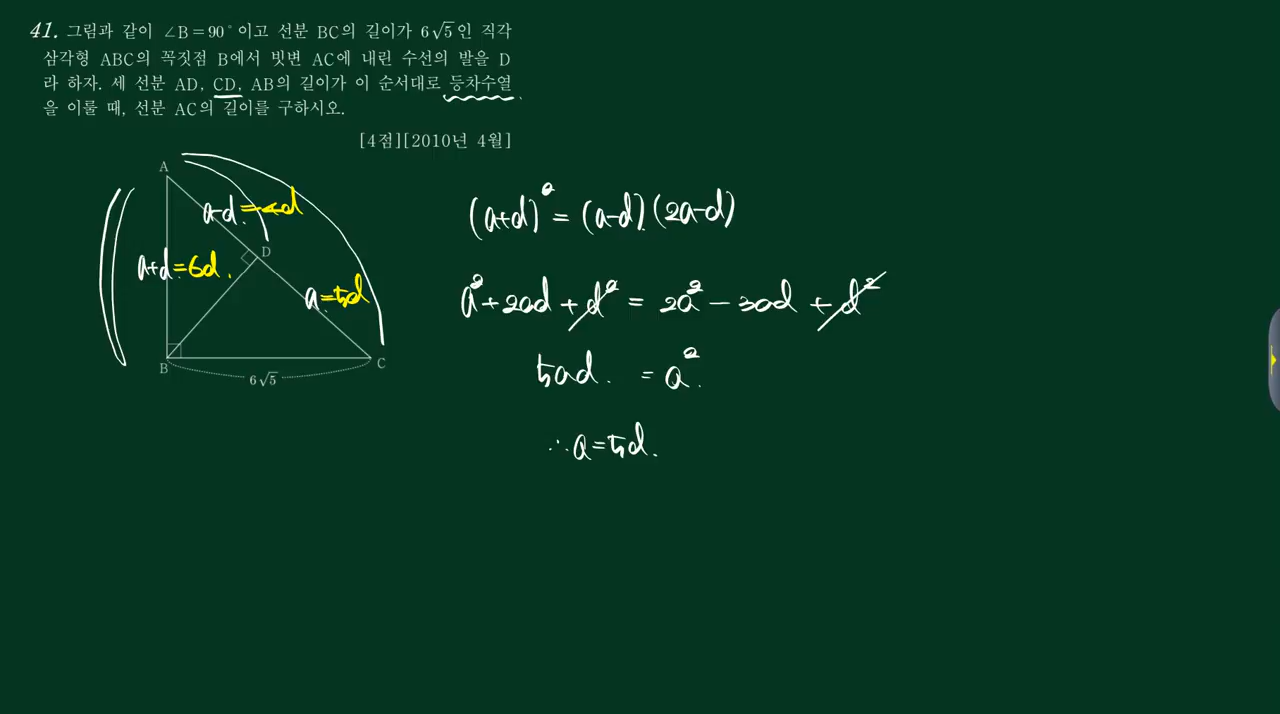 41. 그림과 같이 ∠B=90°이고 선분 BC의 길이가 6√5인 직각
삼각형 ABC의 꼭짓점 B에서 빗변 AC에 내린 수선의 발을 D
라 하자. 세 선분 AD, CD, AB의 길이가 이 순서대로 등차수열
을 이룰 때, 선분 AC의 길이를 구하시오.
[4점][2010년 4월]
A
a-d=4d
D
a+d=6d.
a=5d
B
C
6√5
(a+d)² = (a-d)(2a-d)
a²+2ad+d² = 2a²-3ad+d²
5ad. = a².
∴a=5d.